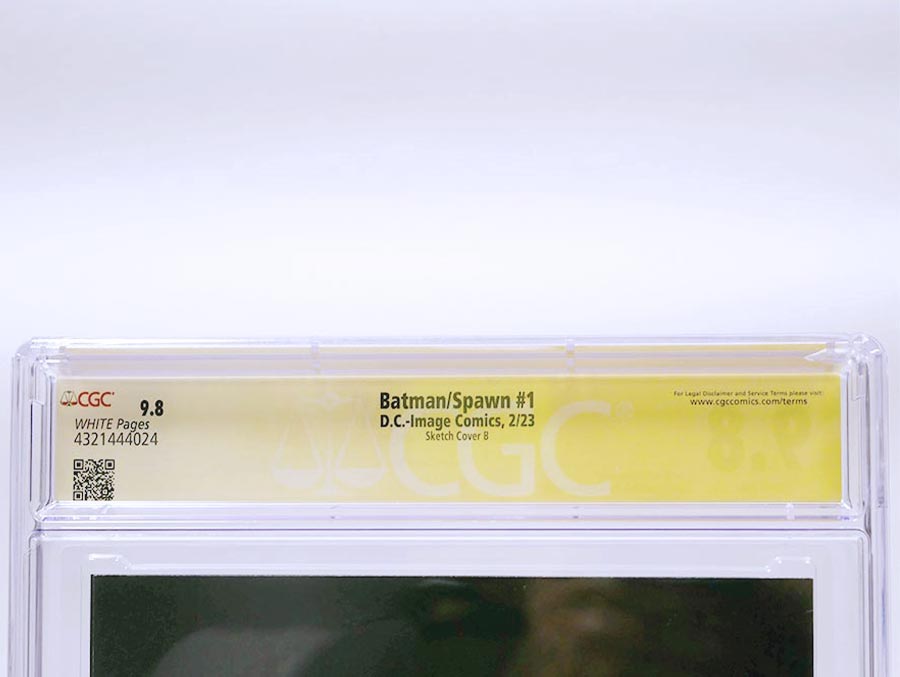 CGC
9.8
WHITE Pages
4321444024
Batman/Spawn #1
D.C.-Image Comics, 2/23
Sketch Cover B
For Legal Disclaimer and Service Terms please visit:
www.cgccomics.com/terms
CGC